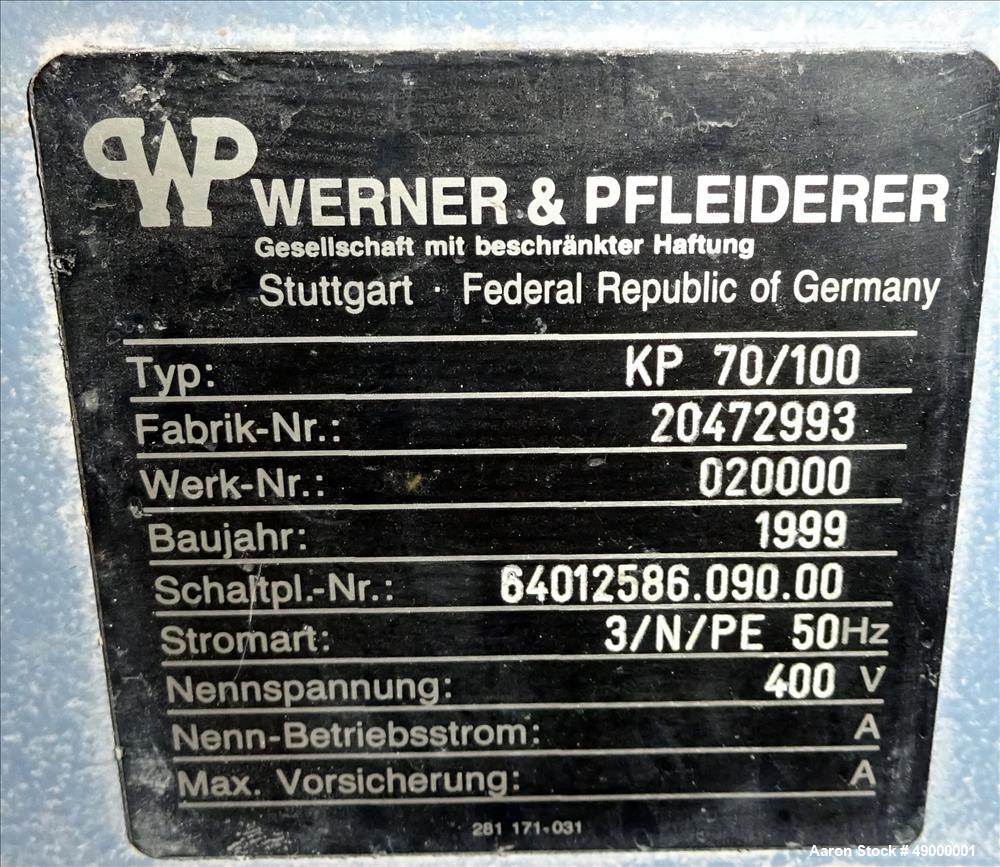 WP
WERNER & PFLEIDERER
Gesellschaft mit beschränkter Haftung
Stuttgart · Federal Republic of Germany
Typ: KP 70/100
Fabrik-Nr.: 20472993
Werk-Nr.: 020000
Baujahr: 1999
Schaltpl.-Nr.: 64012586.090.00
Stromart: 3/N/PE 50Hz
Nennspannung: 400 V
Nenn-Betriebsstrom: A
Max. Vorsicherung: A
281 171-031
Aaron Stock # 49000001